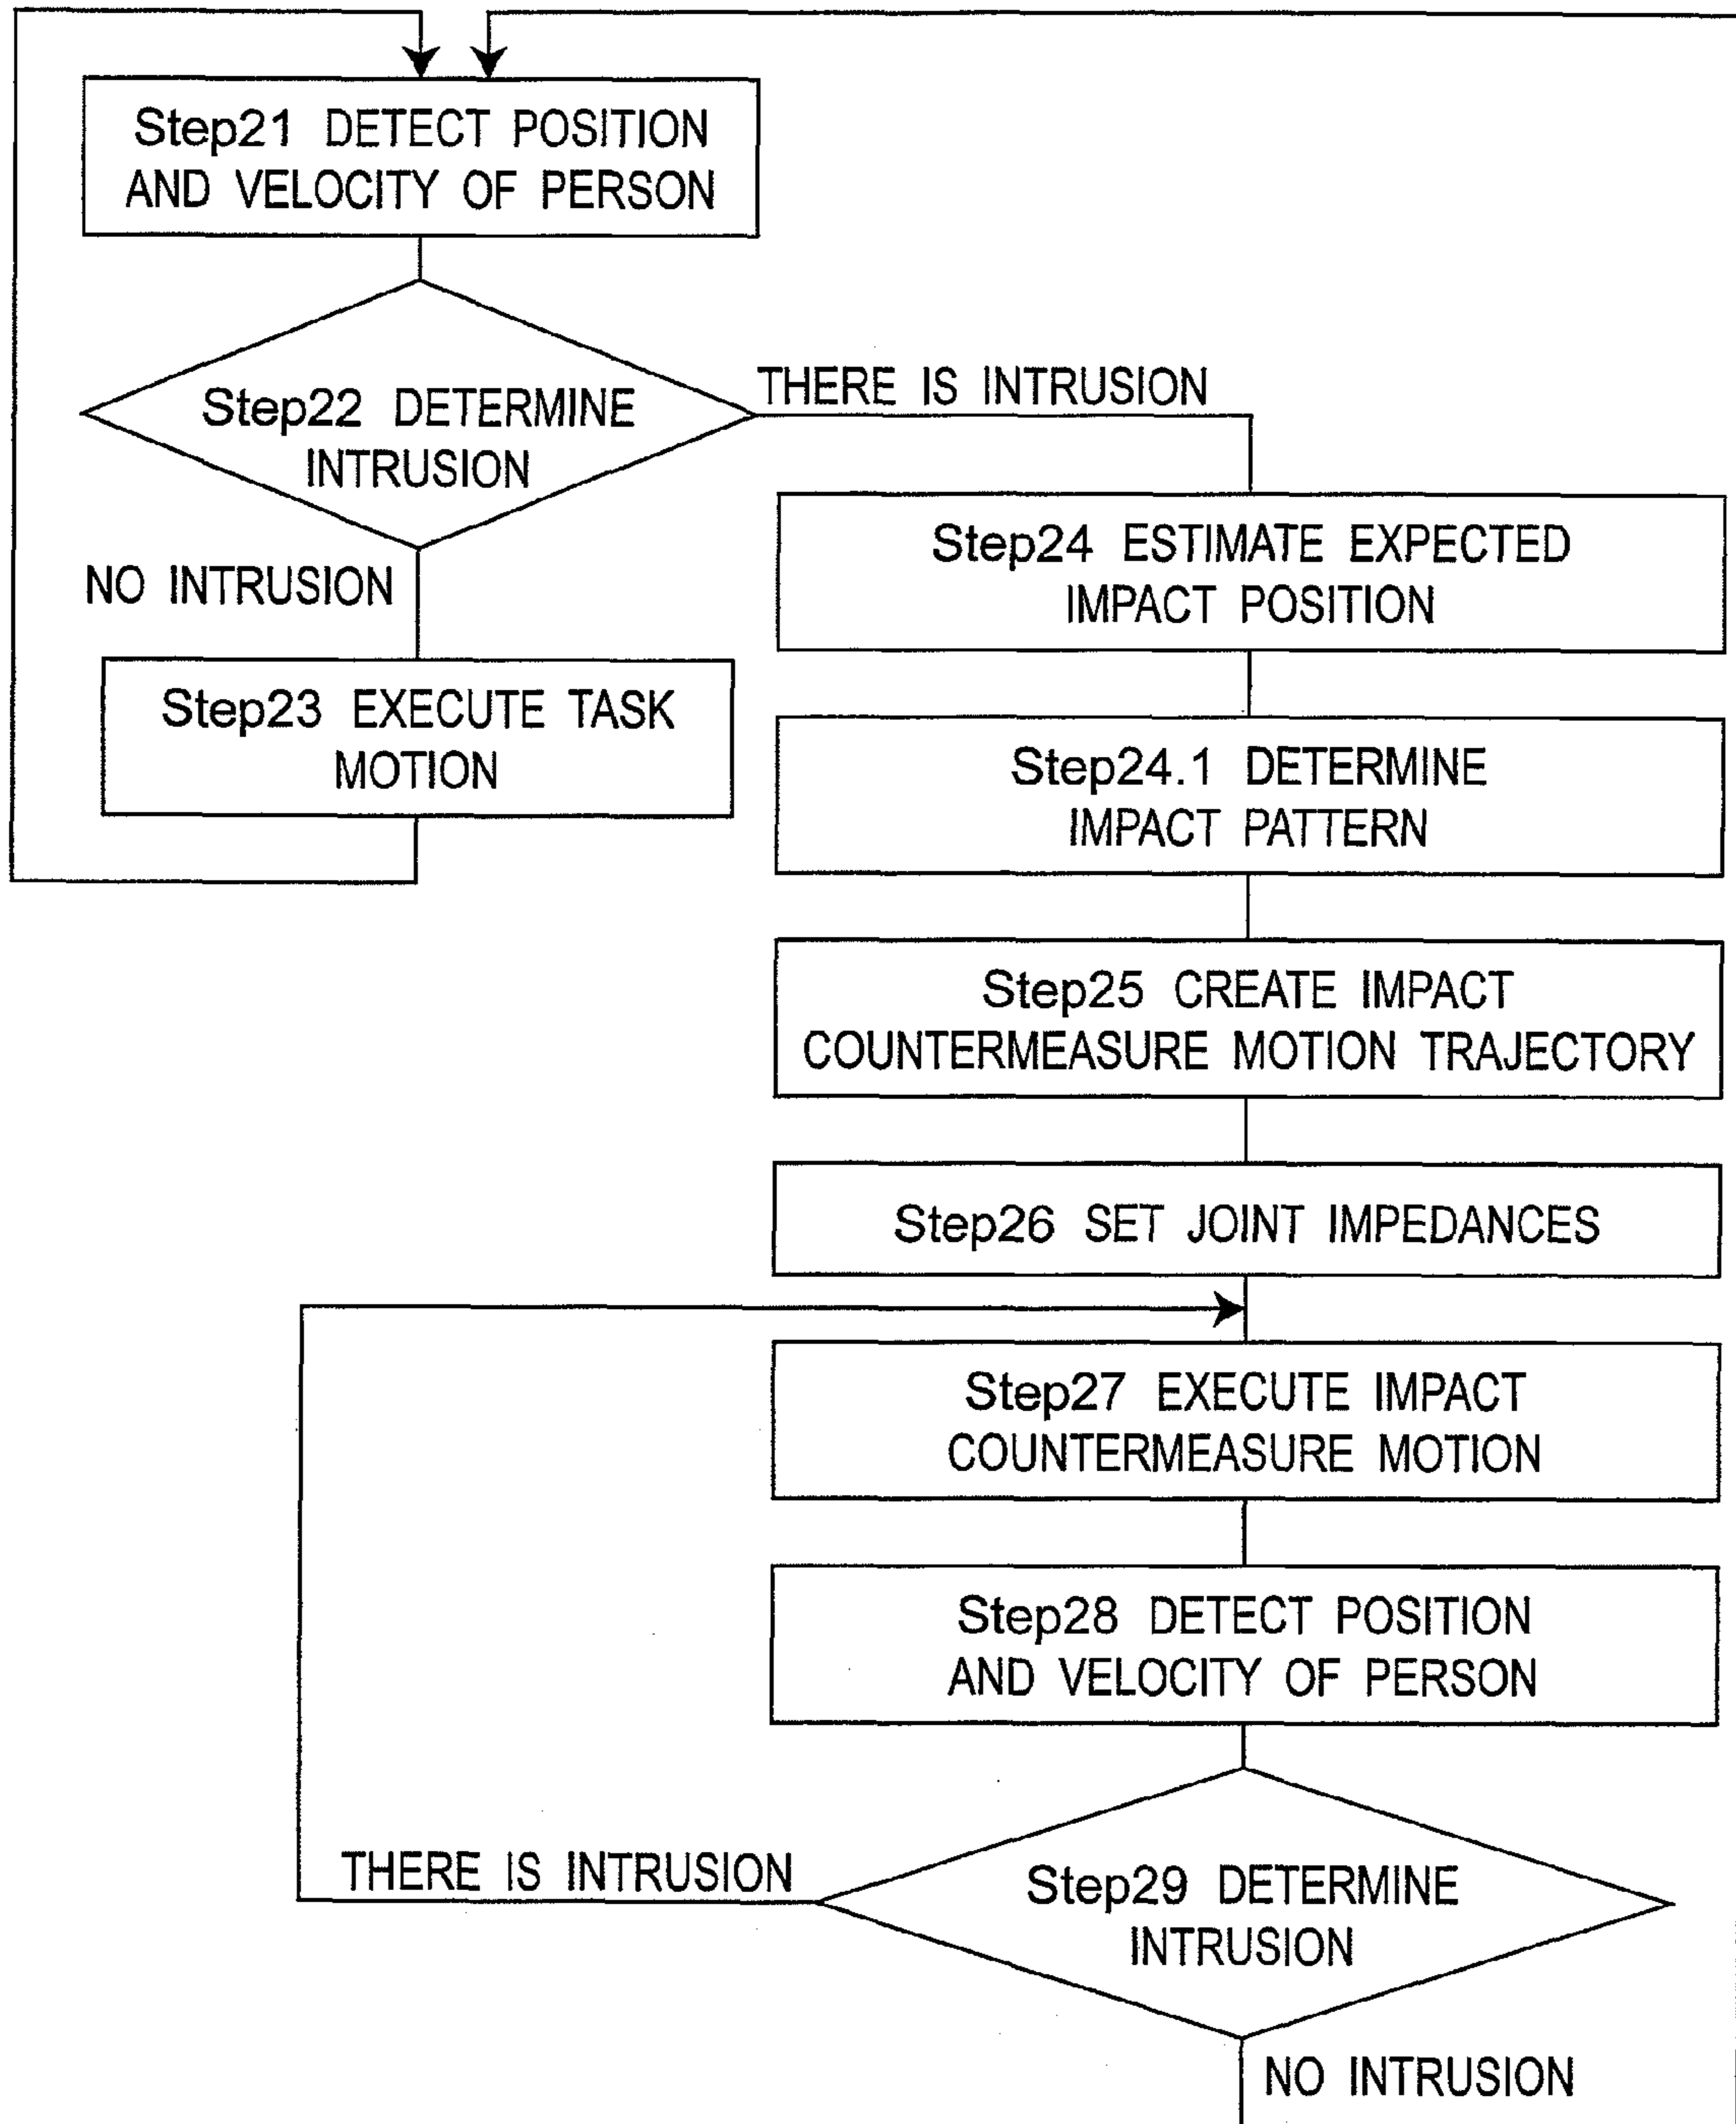 Step21 DETECT POSITION
AND VELOCITY OF PERSON
Step22 DETERMINE
INTRUSION
THERE IS INTRUSION
NO INTRUSION
Step23 EXECUTE TASK
MOTION
Step24 ESTIMATE EXPECTED
IMPACT POSITION
Step24.1 DETERMINE
IMPACT PATTERN
Step25 CREATE IMPACT
COUNTERMEASURE MOTION TRAJECTORY
Step26 SET JOINT IMPEDANCES
Step27 EXECUTE IMPACT
COUNTERMEASURE MOTION
Step28 DETECT POSITION
AND VELOCITY OF PERSON
THERE IS INTRUSION
Step29 DETERMINE
INTRUSION
NO INTRUSION